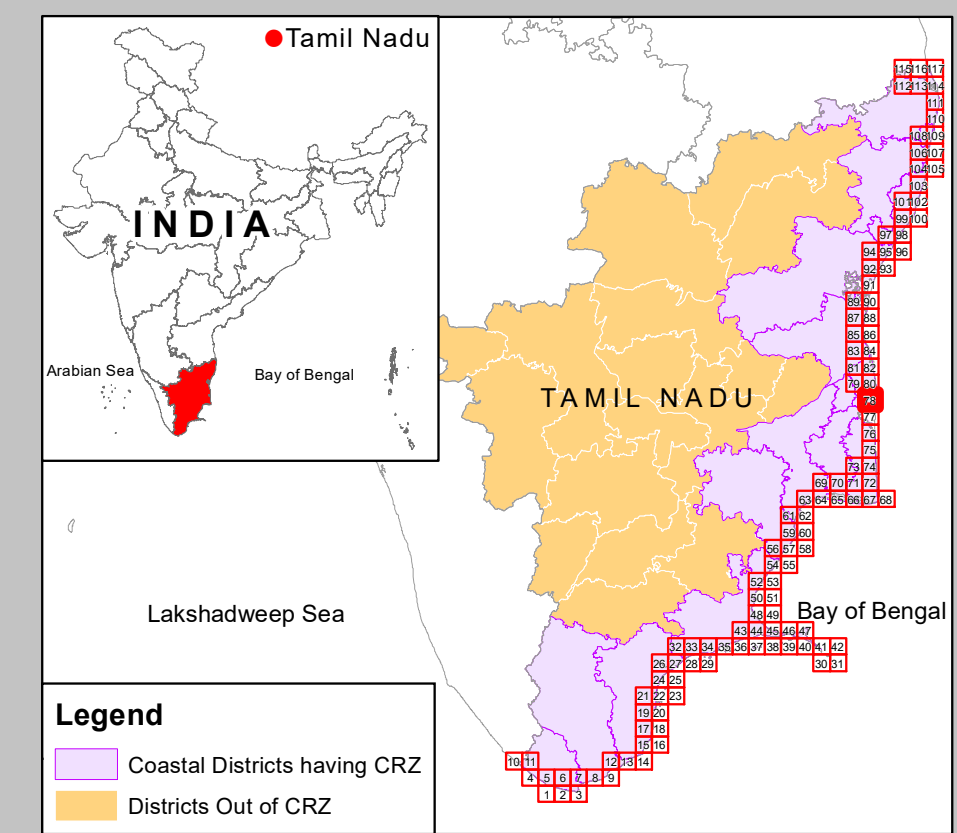 Tamil Nadu
INDIA
Arabian Sea
Bay of Bengal
TAMIL NADU
Lakshadweep Sea
Bay of Bengal
Legend
Coastal Districts having CRZ
Districts Out of CRZ
115 116 117
112 113 114
111
110
108 109
106 107
104 105
103
101 102
99 100
97 98
94 95 96
92 93
91
89 90
87 88
85 86
83 84
81 82
79 80
78
77
76
75
73 74
69 70 71 72
63 64 65 66 67 68
61 62
59 60
56 57 58
54 55
52 53
50 51
48 49
43 44 45 46 47
32 33 34 35 36 37 38 39 40 41 42
26 27 28 29 30 31
24 25
21 22 23
19 20
17 18
15 16
10 11 12 13 14
4 5 6 7 8 9
1 2 3